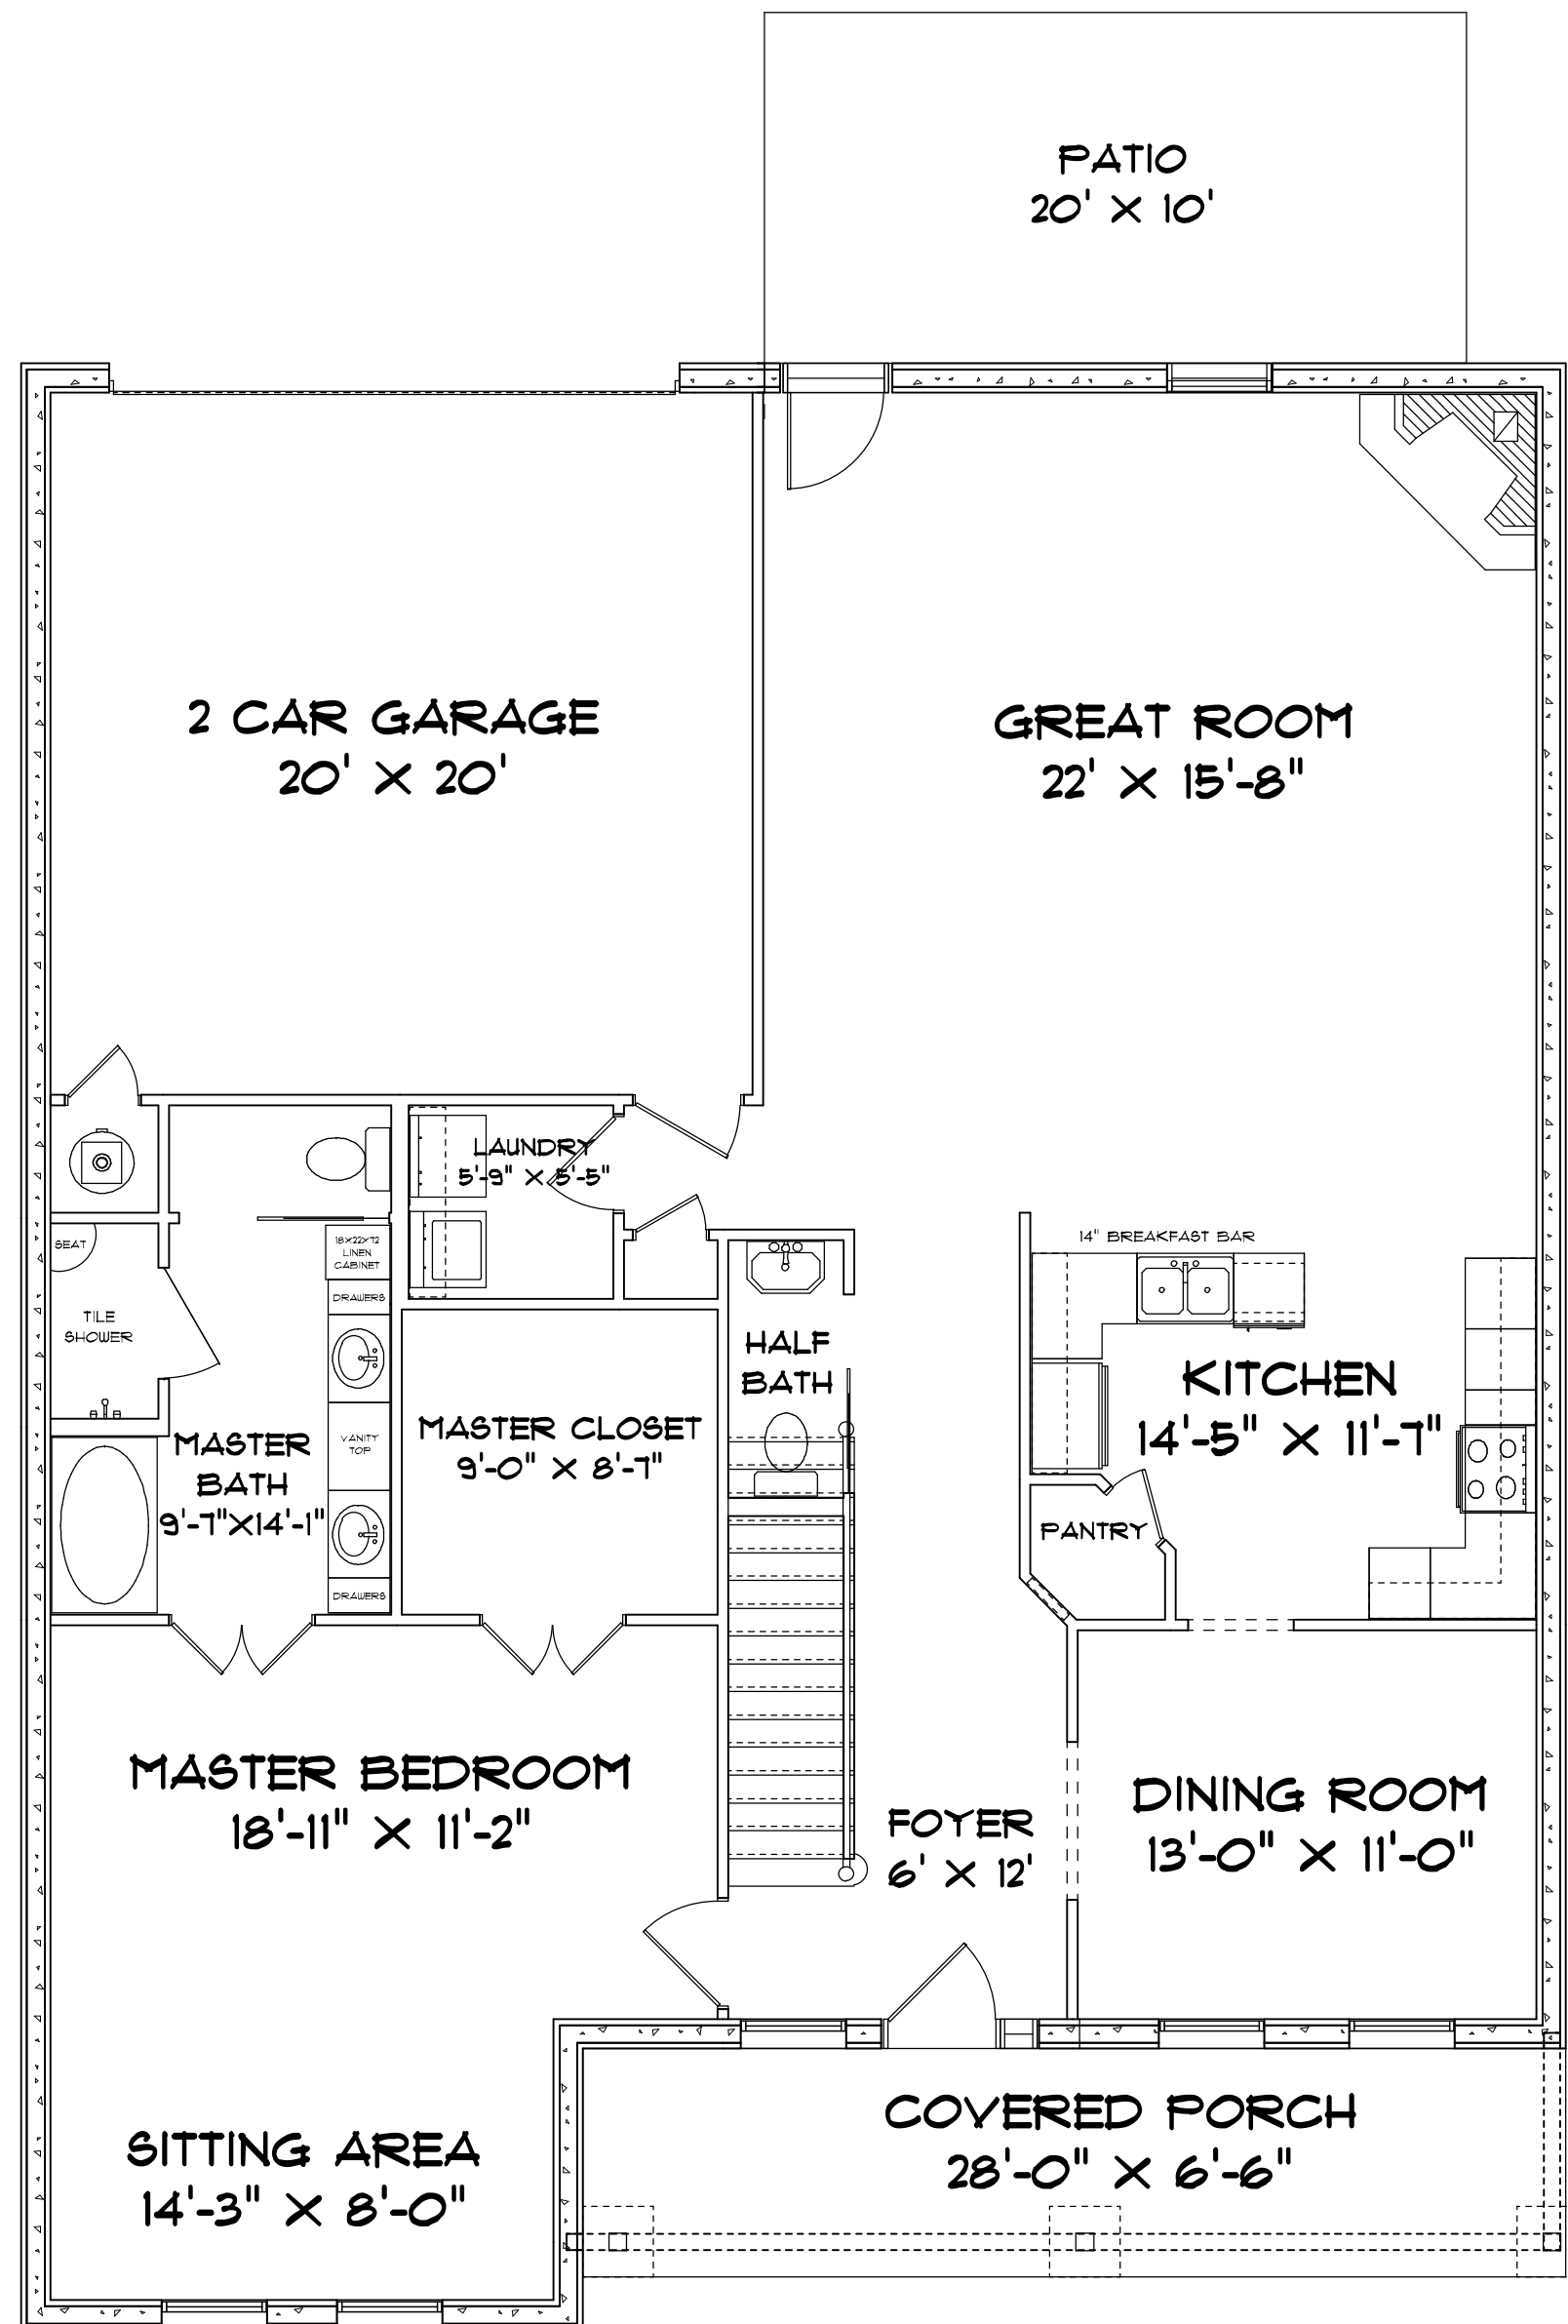 PATIO
20' X 10'
2 CAR GARAGE
20' X 20'
GREAT ROOM
22' X 15'-8"
LAUNDRY
5'-9" X 5'-5"
SEAT
18X22X72
LINEN
CABINET
DRAWERS
14" BREAKFAST BAR
TILE
SHOWER
HALF
BATH
KITCHEN
14'-5" X 11'-7"
MASTER CLOSET
9'-0" X 8'-7"
MASTER
BATH
9'-7"X14'-1"
VANITY
TOP
PANTRY
DRAWERS
MASTER BEDROOM
18'-11" X 11'-2"
FOYER
6' X 12'
DINING ROOM
13'-0" X 11'-0"
COVERED PORCH
28'-0" X 6'-6"
SITTING AREA
14'-3" X 8'-0"